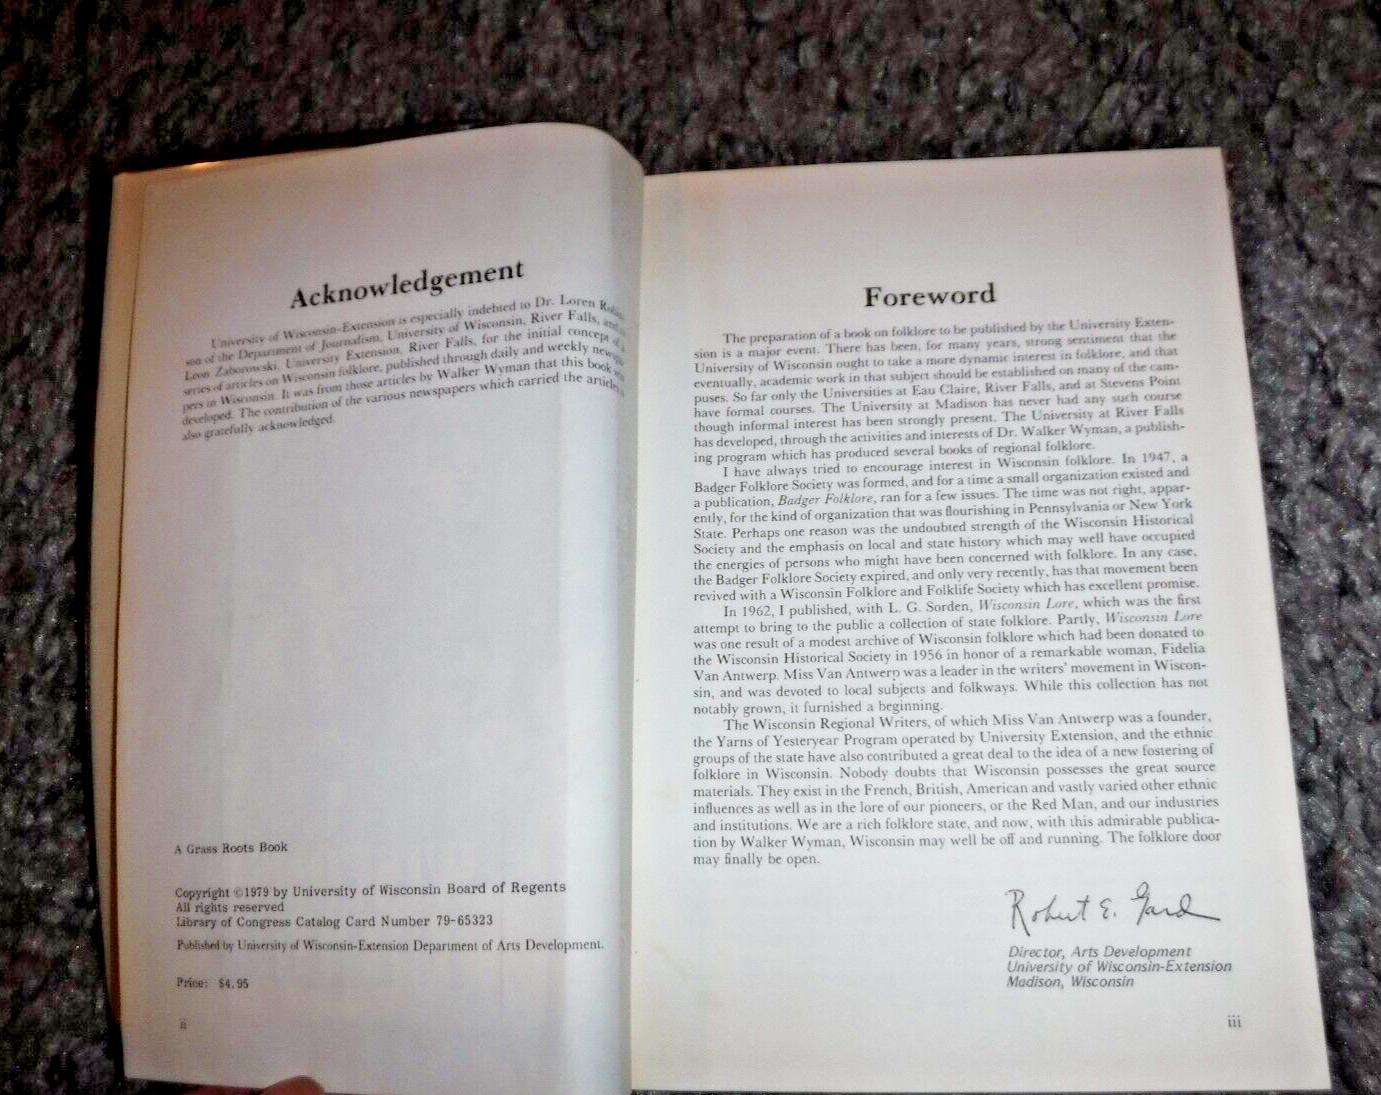 Acknowledgement
University of Wisconsin-Extension is especially indebted to Dr. Loren
son of the Department of Journalism, University of Wisconsin, River Falls, and
Leon Zaborowski, University Extension, River Falls, for the initial concept of a
series of articles on Wisconsin folklore, published through daily and weekly newspa-
pers in Wisconsin. It was from those articles by Walker Wyman that this book was
developed. The contribution of the various newspapers which carried the articles is
also gratefully acknowledged.
A Grass Roots Book
Copyright ©1979 by University of Wisconsin Board of Regents
All rights reserved
Library of Congress Catalog Card Number 79-65323
Published by University of Wisconsin-Extension Department of Arts Development.
Price: $4.95
ii
Foreword
The preparation of a book on folklore to be published by the University Exten-
sion is a major event. There has been, for many years, strong sentiment that the
University of Wisconsin ought to take a more dynamic interest in folklore, and that
eventually, academic work in that subject should be established on many of the cam-
puses. So far only the Universities at Eau Claire, River Falls, and at Stevens Point
have formal courses. The University at Madison has never had any such course
though informal interest has been strongly present. The University at River Falls
has developed, through the activities and interests of Dr. Walker Wyman, a publish-
ing program which has produced several books of regional folklore.
I have always tried to encourage interest in Wisconsin folklore. In 1947, a
Badger Folklore Society was formed, and for a time a small organization existed and
a publication, Badger Folklore, ran for a few issues. The time was not right, appar-
ently, for the kind of organization that was flourishing in Pennsylvania or New York
State. Perhaps one reason was the undoubted strength of the Wisconsin Historical
Society and the emphasis on local and state history which may well have occupied
the energies of persons who might have been concerned with folklore. In any case,
the Badger Folklore Society expired, and only very recently, has that movement been
revived with a Wisconsin Folklore and Folklife Society which has excellent promise.
In 1962, I published, with L. G. Sorden, Wisconsin Lore, which was the first
attempt to bring to the public a collection of state folklore. Partly, Wisconsin Lore
was one result of a modest archive of Wisconsin folklore which had been donated to
the Wisconsin Historical Society in 1956 in honor of a remarkable woman, Fidelia
Van Antwerp. Miss Van Antwerp was a leader in the writers' movement in Wiscon-
sin, and was devoted to local subjects and folkways. While this collection has not
notably grown, it furnished a beginning.
The Wisconsin Regional Writers, of which Miss Van Antwerp was a founder,
the Yarns of Yesteryear Program operated by University Extension, and the ethnic
groups of the state have also contributed a great deal to the idea of a new fostering of
folklore in Wisconsin. Nobody doubts that Wisconsin possesses the great source
materials. They exist in the French, British, American and vastly varied other ethnic
influences as well as in the lore of our pioneers, or the Red Man, and our industries
and institutions. We are a rich folklore state, and now, with this admirable publica-
tion by Walker Wyman, Wisconsin may well be off and running. The folklore door
may finally be open.
Robert E. Gard
Director, Arts Development
University of Wisconsin-Extension
Madison, Wisconsin
iii